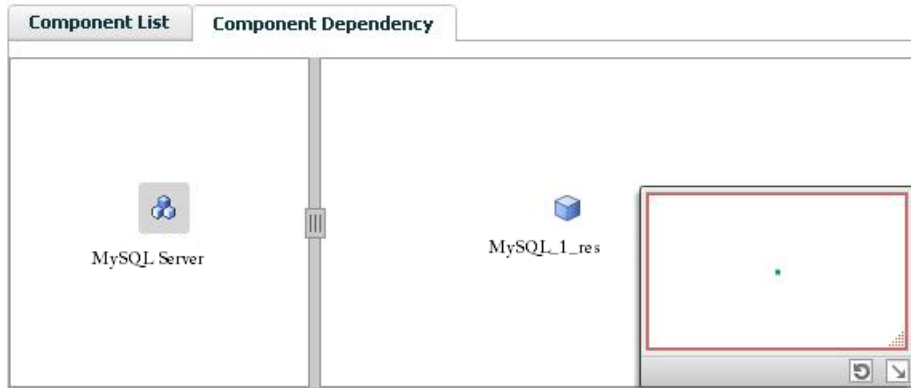 Component List
Component Dependency
MySQL Server
MySQL_1_res